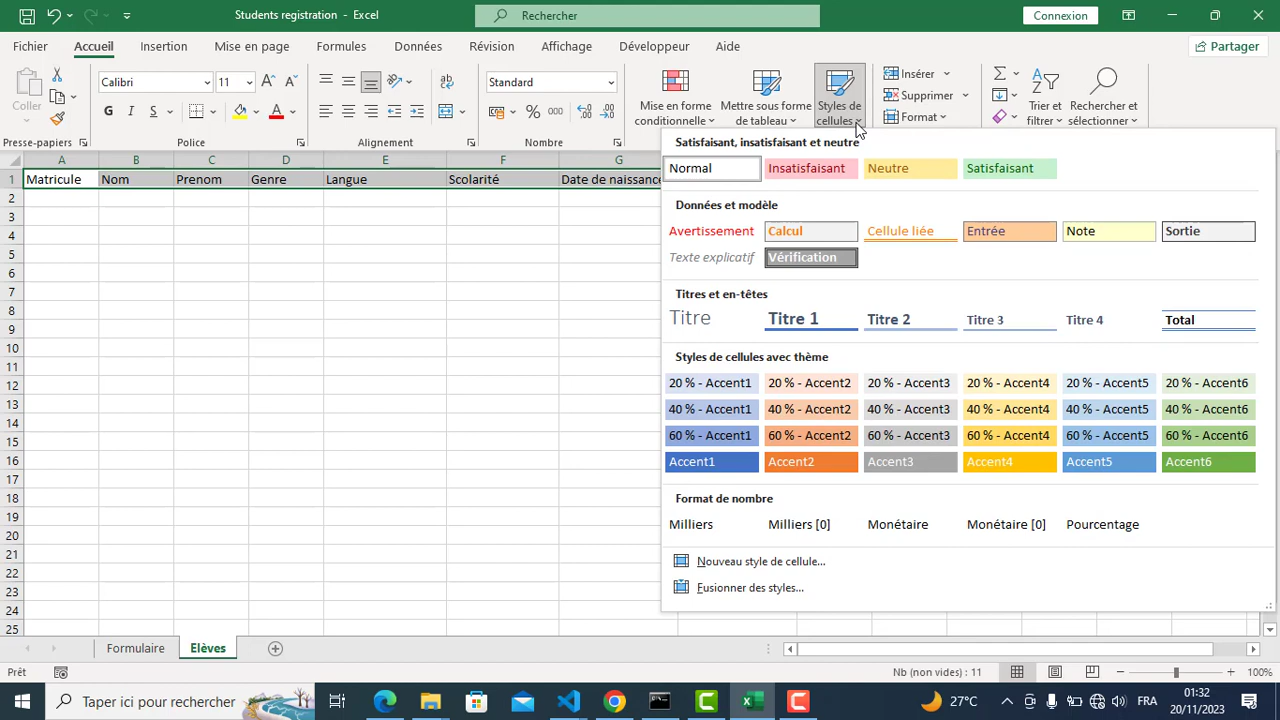 Students registration - Excel
Rechercher
Connexion
Fichier Accueil Insertion Mise en page Formules Données Révision Affichage Développeur Aide Partager
Coller
Calibri 11
G I S
Standard
% 000
Mise en forme conditionnelle
Mettre sous forme de tableau
Styles de cellules
Insérer
Supprimer
Format
Trier et filtrer
Rechercher et sélectionner
Presse-papiers Police Alignement Nombre
A B C D E F G
1 Matricule Nom Prenom Genre Langue Scolarité Date de naissance
2
3
4
5
6
7
8
9
10
11
12
13
14
15
16
17
18
19
20
21
22
23
24
25
Satisfaisant, insatisfaisant et neutre
Normal Insatisfaisant Neutre Satisfaisant
Données et modèle
Avertissement Calcul Cellule liée Entrée Note Sortie
Texte explicatif Vérification
Titres et en-têtes
Titre Titre 1 Titre 2 Titre 3 Titre 4 Total
Styles de cellules avec thème
20 % - Accent1 20 % - Accent2 20 % - Accent3 20 % - Accent4 20 % - Accent5 20 % - Accent6
40 % - Accent1 40 % - Accent2 40 % - Accent3 40 % - Accent4 40 % - Accent5 40 % - Accent6
60 % - Accent1 60 % - Accent2 60 % - Accent3 60 % - Accent4 60 % - Accent5 60 % - Accent6
Accent1 Accent2 Accent3 Accent4 Accent5 Accent6
Format de nombre
Milliers Milliers [0] Monétaire Monétaire [0] Pourcentage
Nouveau style de cellule...
Fusionner des styles...
Formulaire Elèves
Prêt
Nb (non vides) : 11
100 %
Taper ici pour rechercher
27°C
FRA
01:32
20/11/2023